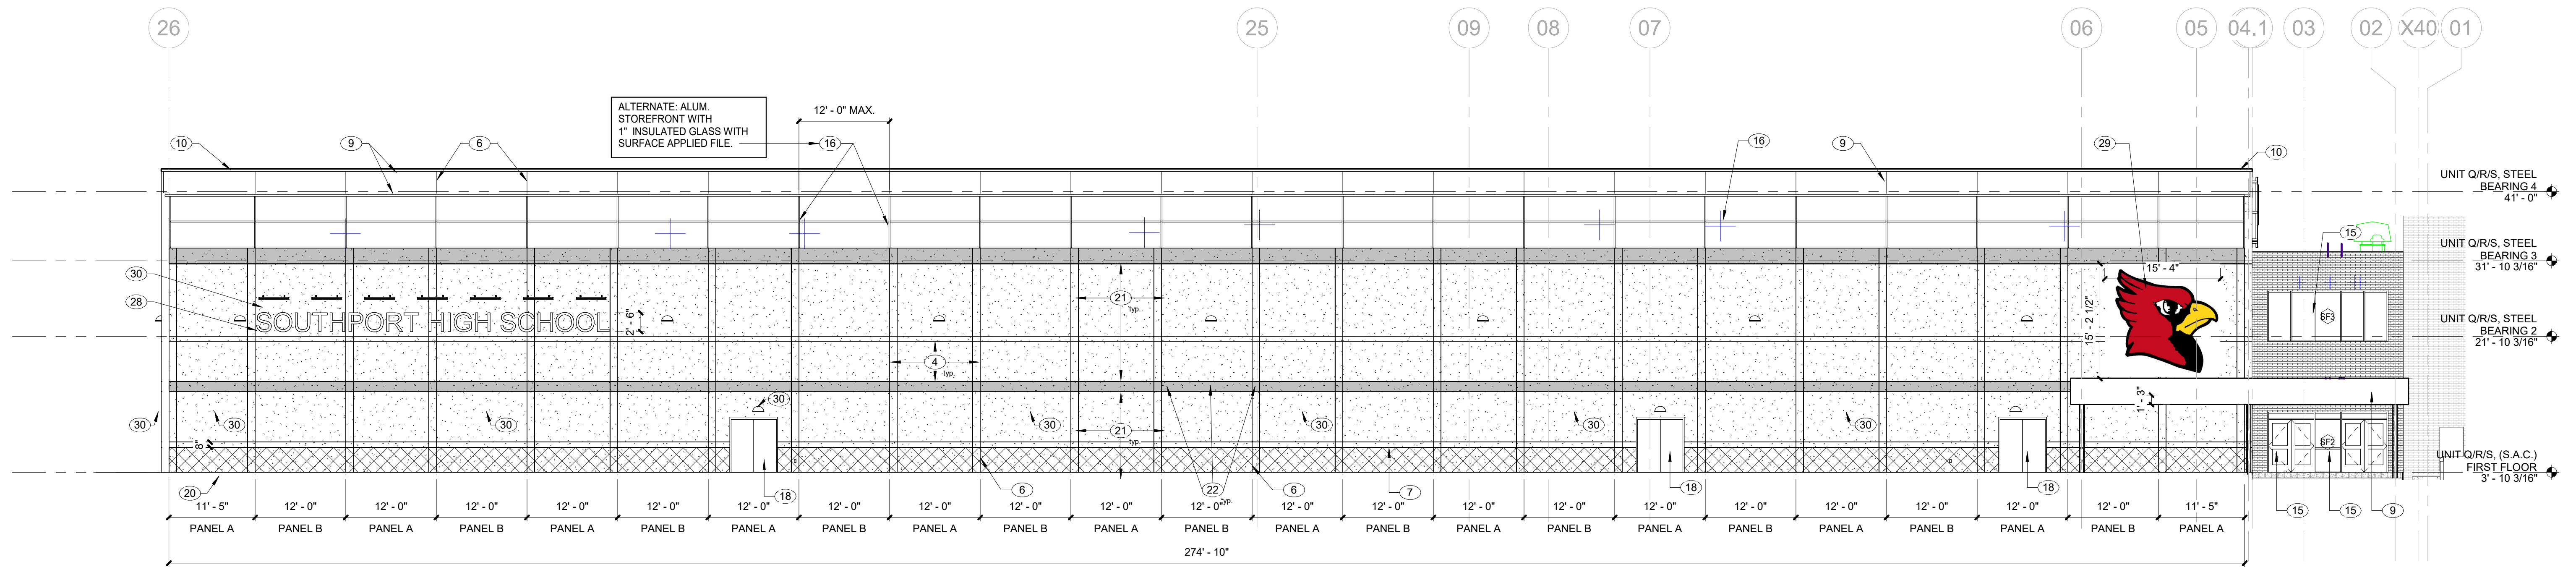 26 25 09 08 07 06 05 04.1 03 02 X40 01
ALTERNATE: ALUM.
STOREFRONT WITH
1" INSULATED GLASS WITH
SURFACE APPLIED FILE.
12' - 0" MAX.
10 9 6 16 16 9 29 10
UNIT Q/R/S, STEEL
BEARING 4
41' - 0"
UNIT Q/R/S, STEEL
BEARING 3
31' - 10 3/16"
15
30
28
SOUTHPORT HIGH SCHOOL
2' - 6"
21
typ.
15' - 4"
15' - 2 1/2"
SF3
UNIT Q/R/S, STEEL
BEARING 2
21' - 10 3/16"
4
typ.
1' - 3"
30 30 30 30 30 30 30 30
21
typ.
8"
SF2
UNIT Q/R/S, (S.A.C.)
FIRST FLOOR
3' - 10 3/16"
20 18 6 22 6 7 18 18
typ.
15 15 9
11' - 5" 12' - 0" 12' - 0" 12' - 0" 12' - 0" 12' - 0" 12' - 0" 12' - 0" 12' - 0" 12' - 0" 12' - 0" 12' - 0" 12' - 0" 12' - 0" 12' - 0" 12' - 0" 12' - 0" 12' - 0" 12' - 0" 12' - 0" 12' - 0" 12' - 0" 11' - 5"
PANEL A PANEL B PANEL A PANEL B PANEL A PANEL B PANEL A PANEL B PANEL A PANEL B PANEL A PANEL B PANEL A PANEL B PANEL A PANEL B PANEL A PANEL B PANEL A PANEL B PANEL A PANEL B PANEL A
274' - 10"